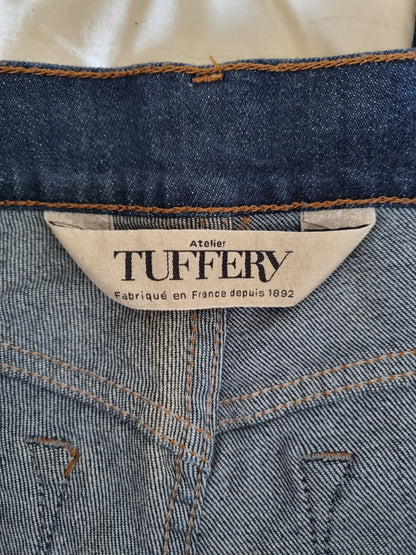 Atelier
TUFFERY
Fabriqué en France depuis 1892